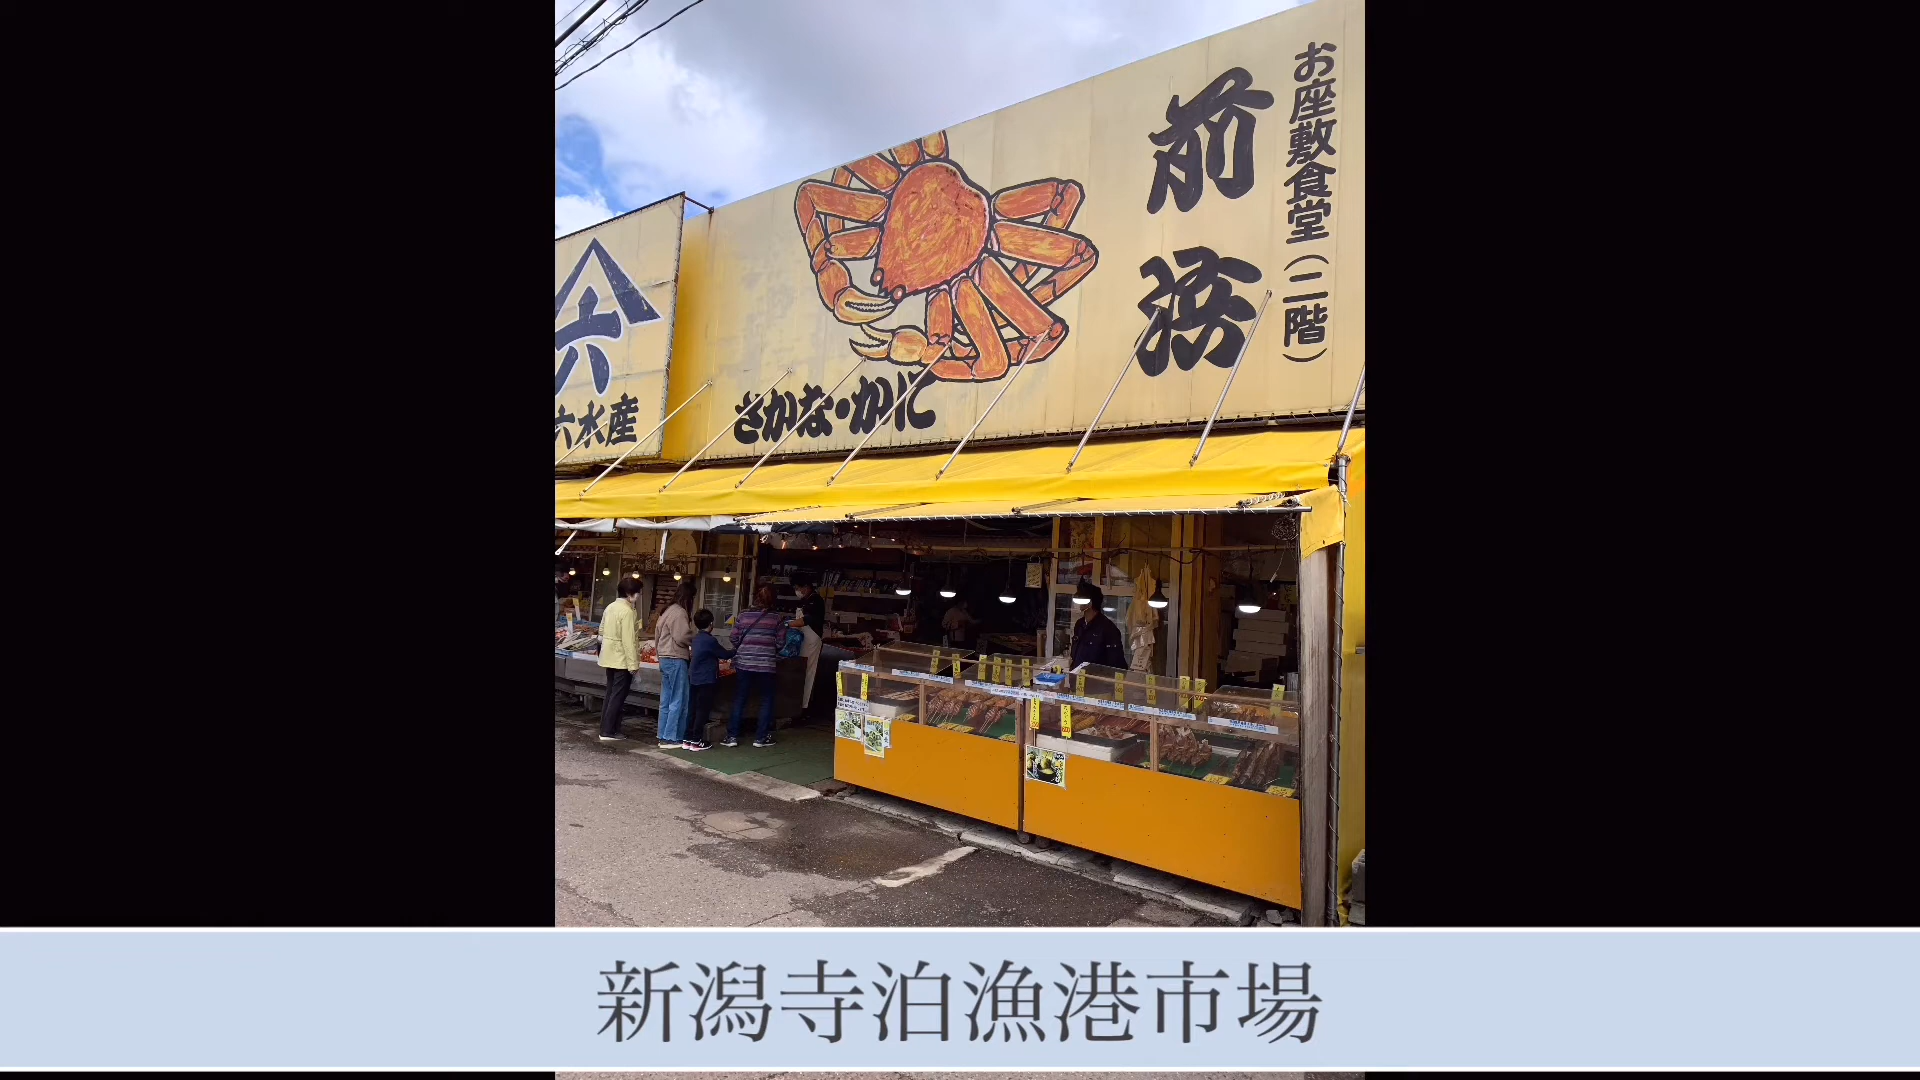 お座敷食堂(二階)
前浜
さかな・かに
六
六水産
新潟寺泊漁港市場